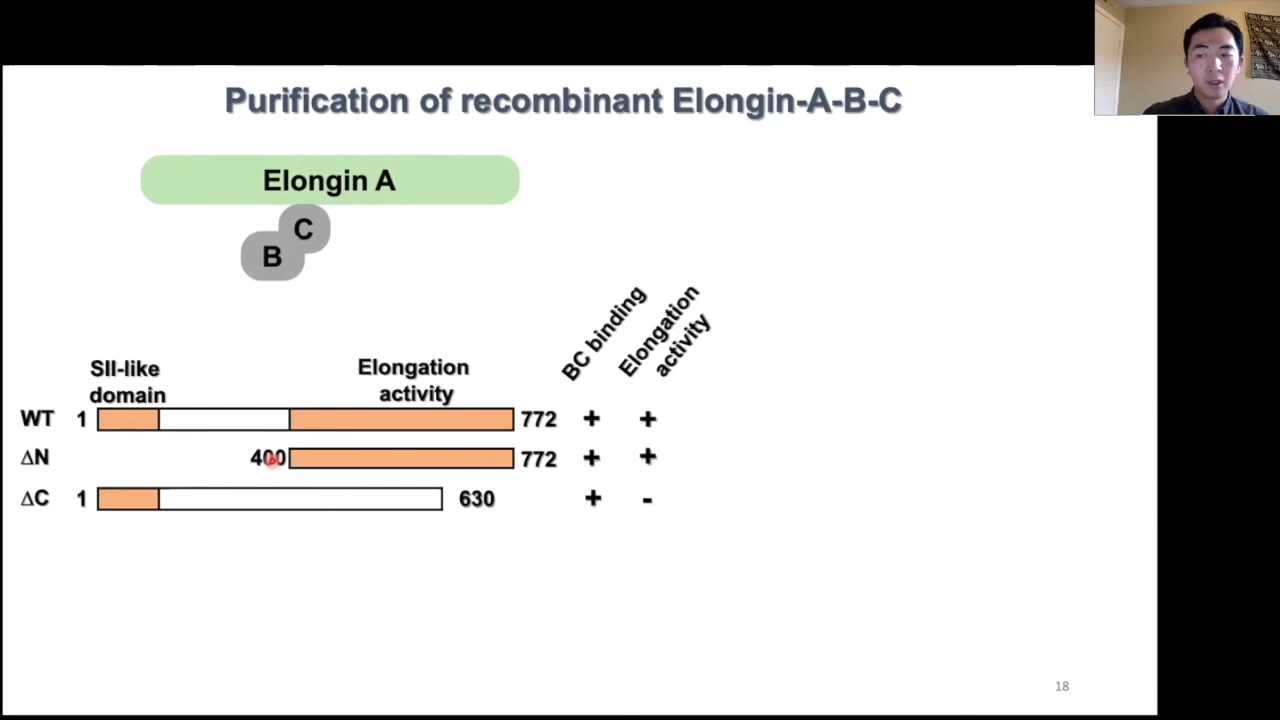 Purification of recombinant Elongin-A-B-C
Elongin A
C
B
BC binding
Elongation
activity
SII-like
domain
Elongation
activity
WT 1 772 + +
ΔN 400 772 + +
ΔC 1 630 + -
18